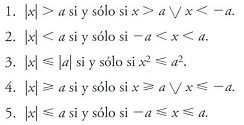 1. |x| > a si y sólo si x > a ⋁ x < −a.
2. |x| < a si y sólo si −a < x < a.
3. |x| ≤ |a| si y sólo si x² ≤ a².
4. |x| ≥ a si y sólo si x ≥ a ⋁ x ≤ −a.
5. |x| ≤ a si y sólo si −a ≤ x ≤ a.